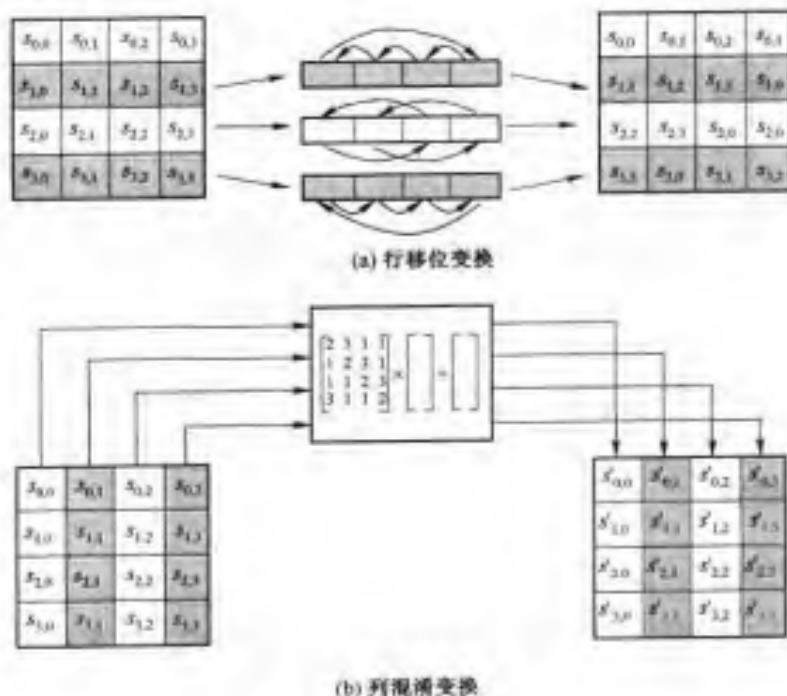 s0,0 s0,1 s0,2 s0,3
s1,0 s1,1 s1,2 s1,3
s2,0 s2,1 s2,2 s2,3
s3,0 s3,1 s3,2 s3,3
s0,0 s0,1 s0,2 s0,3
s1,1 s1,2 s1,3 s1,0
s2,2 s2,3 s2,0 s2,0
s3,3 s3,0 s3,1 s3,2
(a) 行移位变换
2 3 1 1
1 2 3 1
1 1 2 3
3 1 1 2
× =
s0,0 s0,1 s0,2 s0,3
s1,0 s1,1 s1,2 s1,3
s2,0 s2,1 s2,2 s2,3
s3,0 s3,1 s3,2 s3,3
s'0,0 s'0,1 s'0,2 s'0,3
s'1,0 s'1,1 s'1,2 s'1,3
s'2,0 s'2,1 s'2,2 s'2,3
s'3,0 s'3,1 s'3,2 s'3,3
(b) 列混淆变换